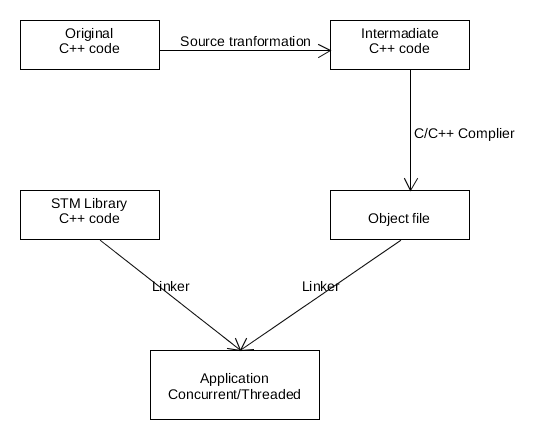 Original
C++ code
Source tranformation
Intermadiate
C++ code
C/C++ Complier
STM Library
C++ code
Object file
Linker
Linker
Application
Concurrent/Threaded